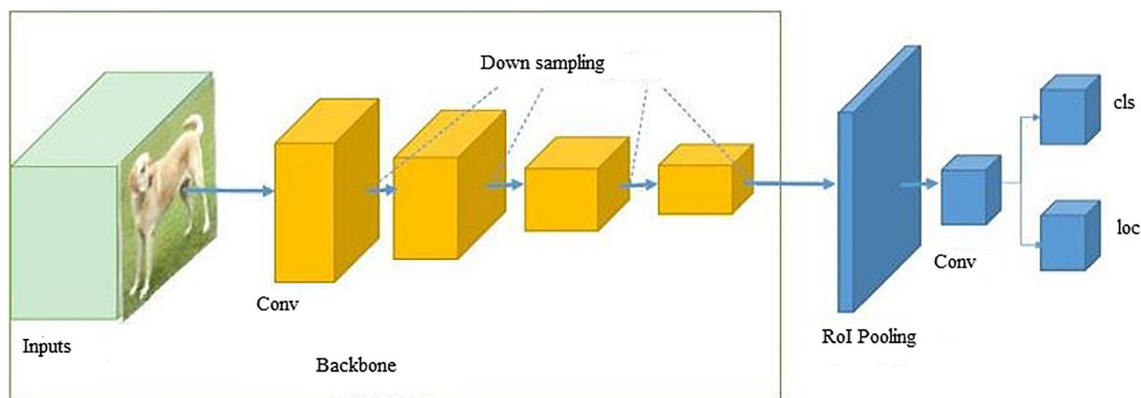 Down sampling
cls
loc
Conv
Conv
RoI Pooling
Inputs
Backbone